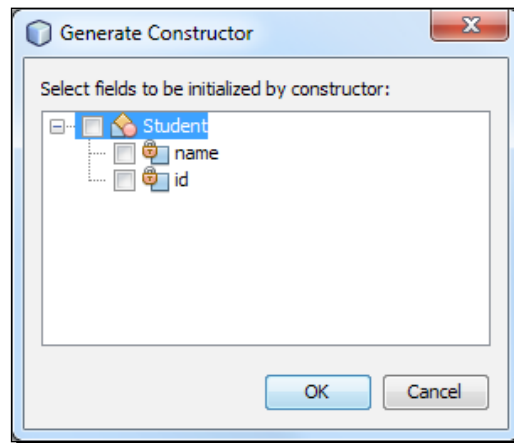 Generate Constructor
Select fields to be initialized by constructor:
Student
name
id
OK Cancel